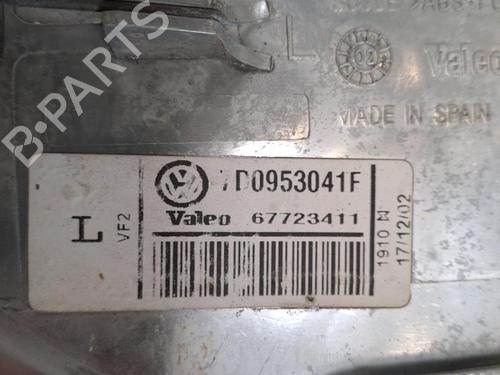 L
Valeo
MADE IN SPAIN
B-PARTS
7D0953041F
Valeo 67723411
L
VF2
1910 N
17/12/02